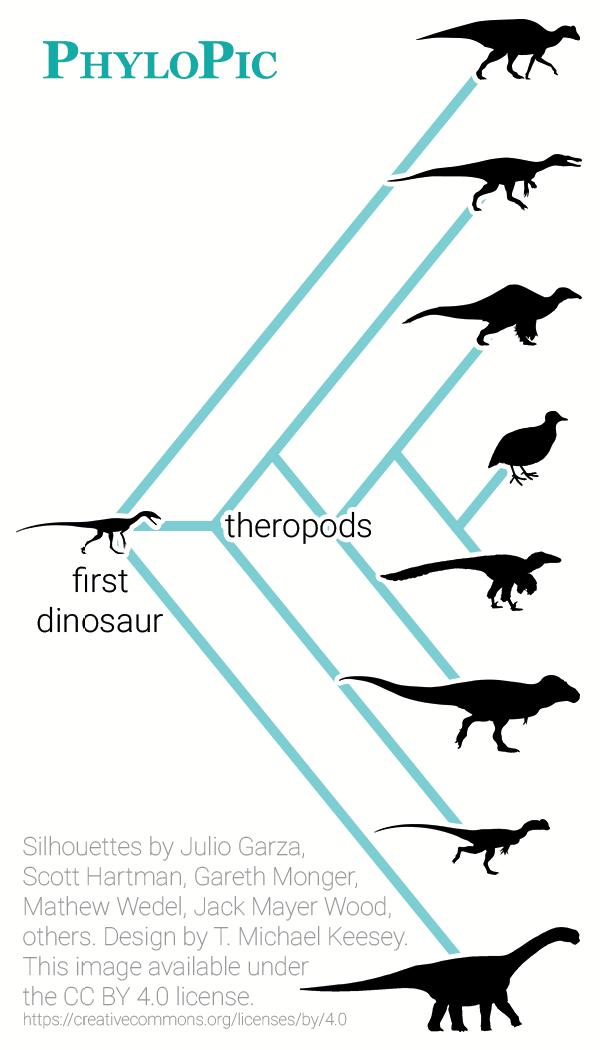 PHYLOPIC
theropods
first
dinosaur
Silhouettes by Julio Garza,
Scott Hartman, Gareth Monger,
Mathew Wedel, Jack Mayer Wood,
others. Design by T. Michael Keesey.
This image available under
the CC BY 4.0 license.
https://creativecommons.org/licenses/by/4.0